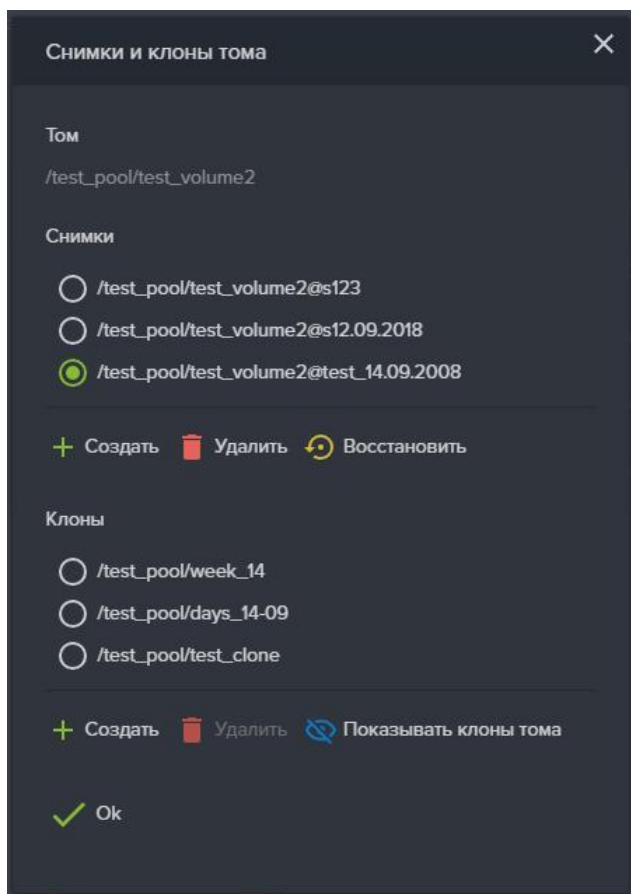 Снимки и клоны тома
Том
/test_pool/test_volume2
Снимки
/test_pool/test_volume2@s123
/test_pool/test_volume2@s12.09.2018
/test_pool/test_volume2@test_14.09.2008
Создать Удалить Восстановить
Клоны
/test_pool/week_14
/test_pool/days_14-09
/test_pool/test_clone
Создать Удалить Показывать клоны тома
Ok